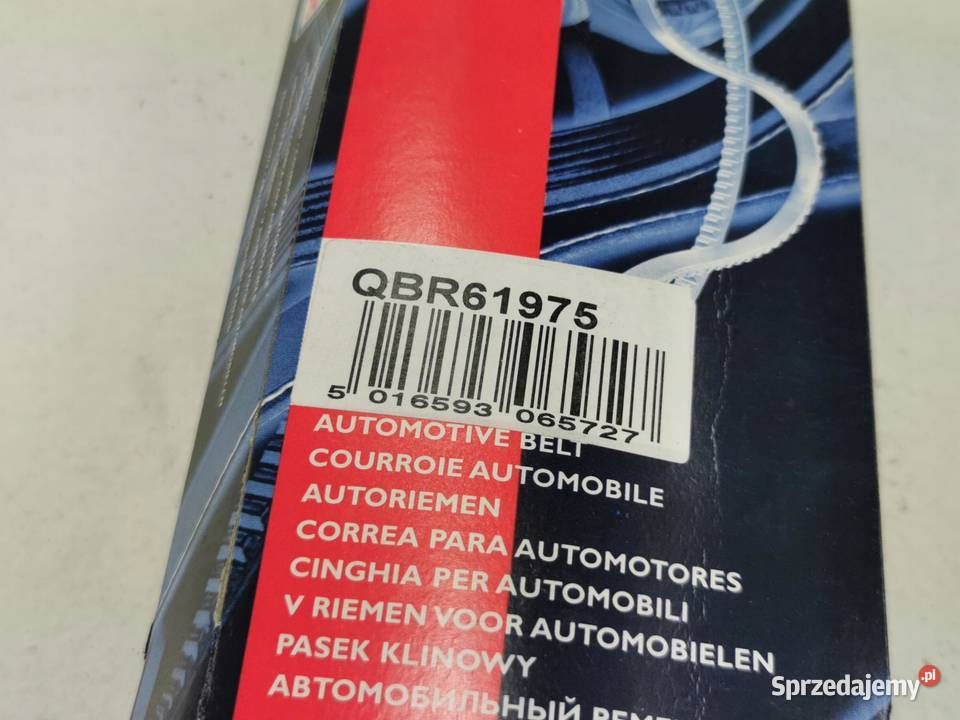 QBR61975
5 016593 065727
AUTOMOTIVE BELT
COURROIE AUTOMOBILE
AUTORIEMEN
CORREA PARA AUTOMOTORES
CINGHIA PER AUTOMOBILI
V RIEMEN VOOR AUTOMOBIELEN
PASEK KLINOWY
АВТОМОБИЛЬНЫЙ
Sprzedajemy.pl